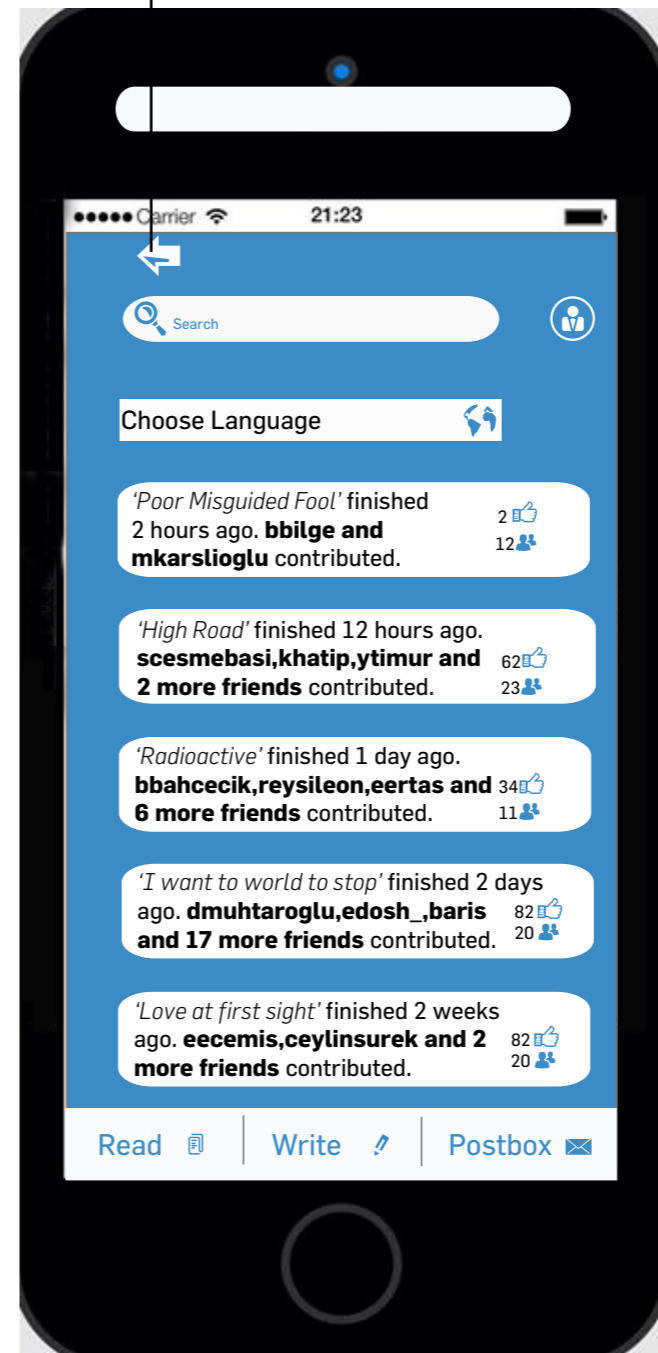 Carrier 21:23
Search
Choose Language
'Poor Misguided Fool' finished
2 hours ago. bbilge and
mkarslioglu contributed.
2
12
'High Road' finished 12 hours ago.
scesmebasi,khatip,ytimur and
2 more friends contributed.
62
23
'Radioactive' finished 1 day ago.
bbahcecik,reysileon,eertas and
6 more friends contributed.
34
11
'I want to world to stop' finished 2 days
ago. dmuhtaroglu,edosh_,baris
and 17 more friends contributed.
82
20
'Love at first sight' finished 2 weeks
ago. eecemis,ceylinsurek and 2
more friends contributed.
82
20
Read Write Postbox